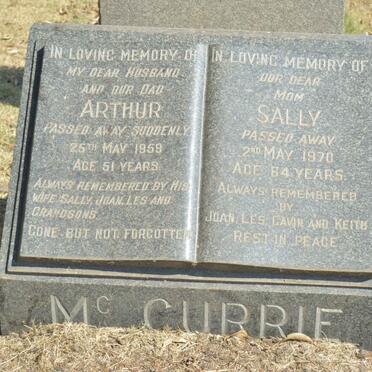 IN LOVING MEMORY OF
MY DEAR HUSBAND
AND OUR DAD
ARTHUR
PASSED AWAY SUDDENLY
25TH MAY 1959
AGE 51 YEARS.
ALWAYS REMEMBERED BY HIS
WIFE SALLY, JOAN, LES AND
GRANDSONS.
GONE BUT NOT FORGOTTEN
IN LOVING MEMORY OF
OUR DEAR
MOM
SALLY
PASSED AWAY
2ND MAY 1970
AGE 64 YEARS.
ALWAYS REMEMBERED
BY
JOAN, LES, GAVIN AND KEITH
REST IN PEACE
MC CURRIE